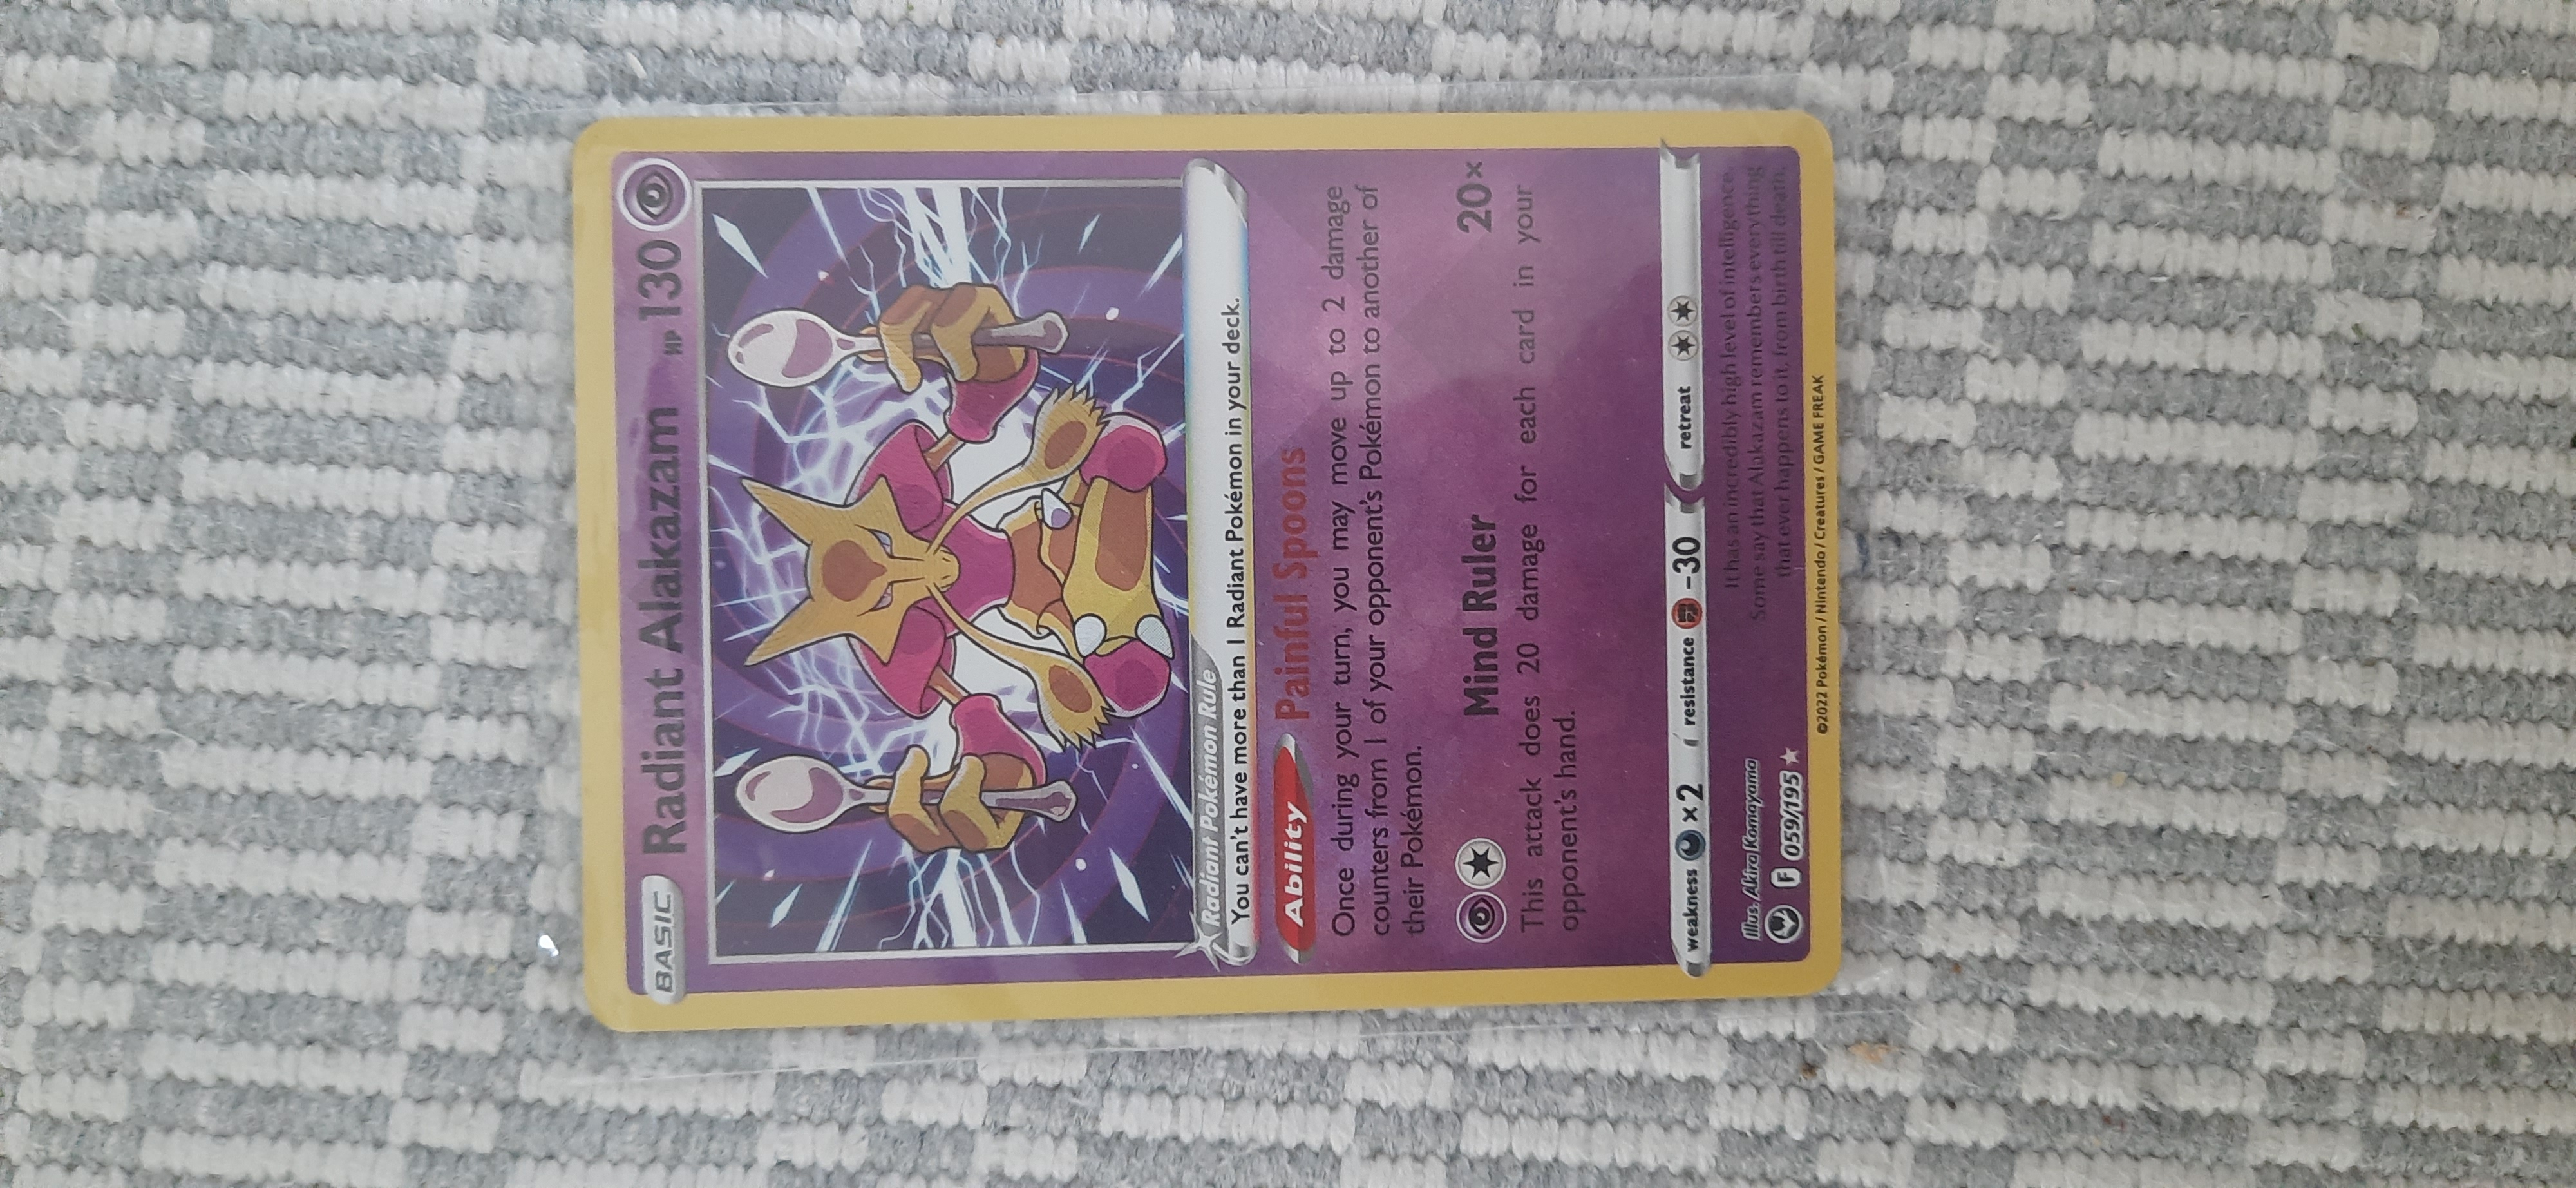 BASIC
Radiant Alakazam HP 130
Radiant Pokémon Rule
You can't have more than 1 Radiant Pokémon in your deck.
Ability Painful Spoons
Once during your turn, you may move up to 2 damage
counters from 1 of your opponent's Pokémon to another of
their Pokémon.
Mind Ruler 20×
This attack does 20 damage for each card in your
opponent's hand.
weakness ×2 resistance -30 retreat
Illus. Akira Komayama
It has an incredibly high level of intelligence.
Some say that Alakazam remembers everything
that ever happens to it, from birth till death.
F 059/195
©2022 Pokémon / Nintendo / Creatures / GAME FREAK